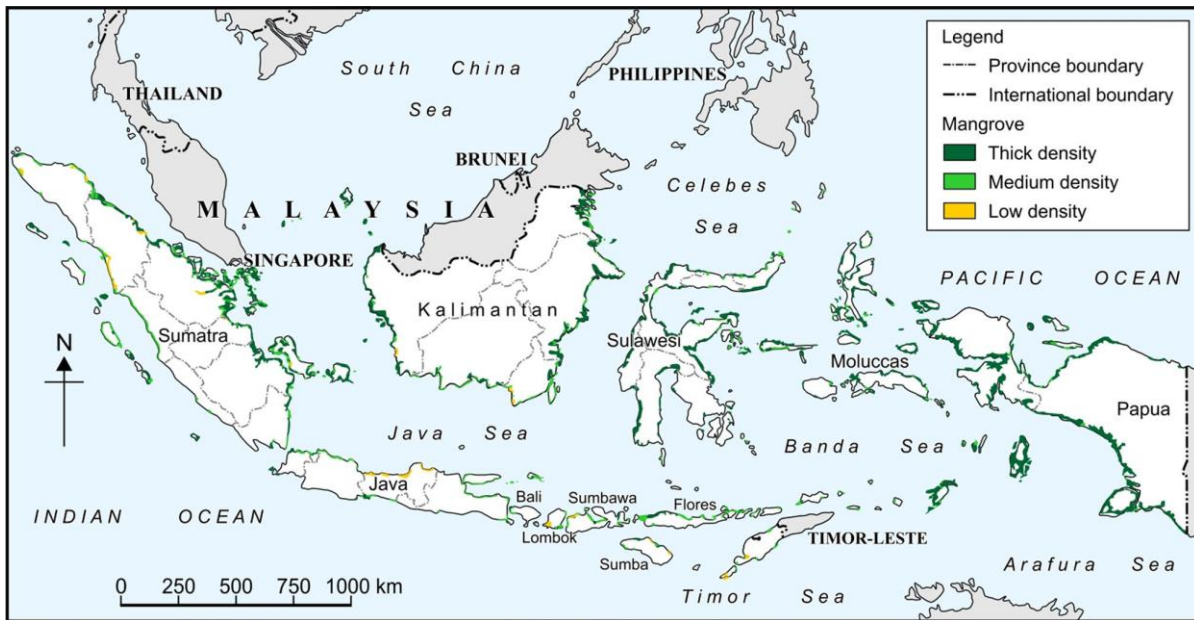 Legend
Province boundary
International boundary
Mangrove
Thick density
Medium density
Low density
South China
Sea
PHILIPPINES
THAILAND
BRUNEI
Celebes
Sea
MALAYSIA
SINGAPORE
PACIFIC OCEAN
Kalimantan
Sumatra
Sulawesi
Moluccas
Papua
N
Java Sea
Banda Sea
Java
Bali
Sumbawa
Flores
INDIAN OCEAN
Lombok
TIMOR-LESTE
Sumba
Arafura Sea
Timor Sea
0 250 500 750 1000 km